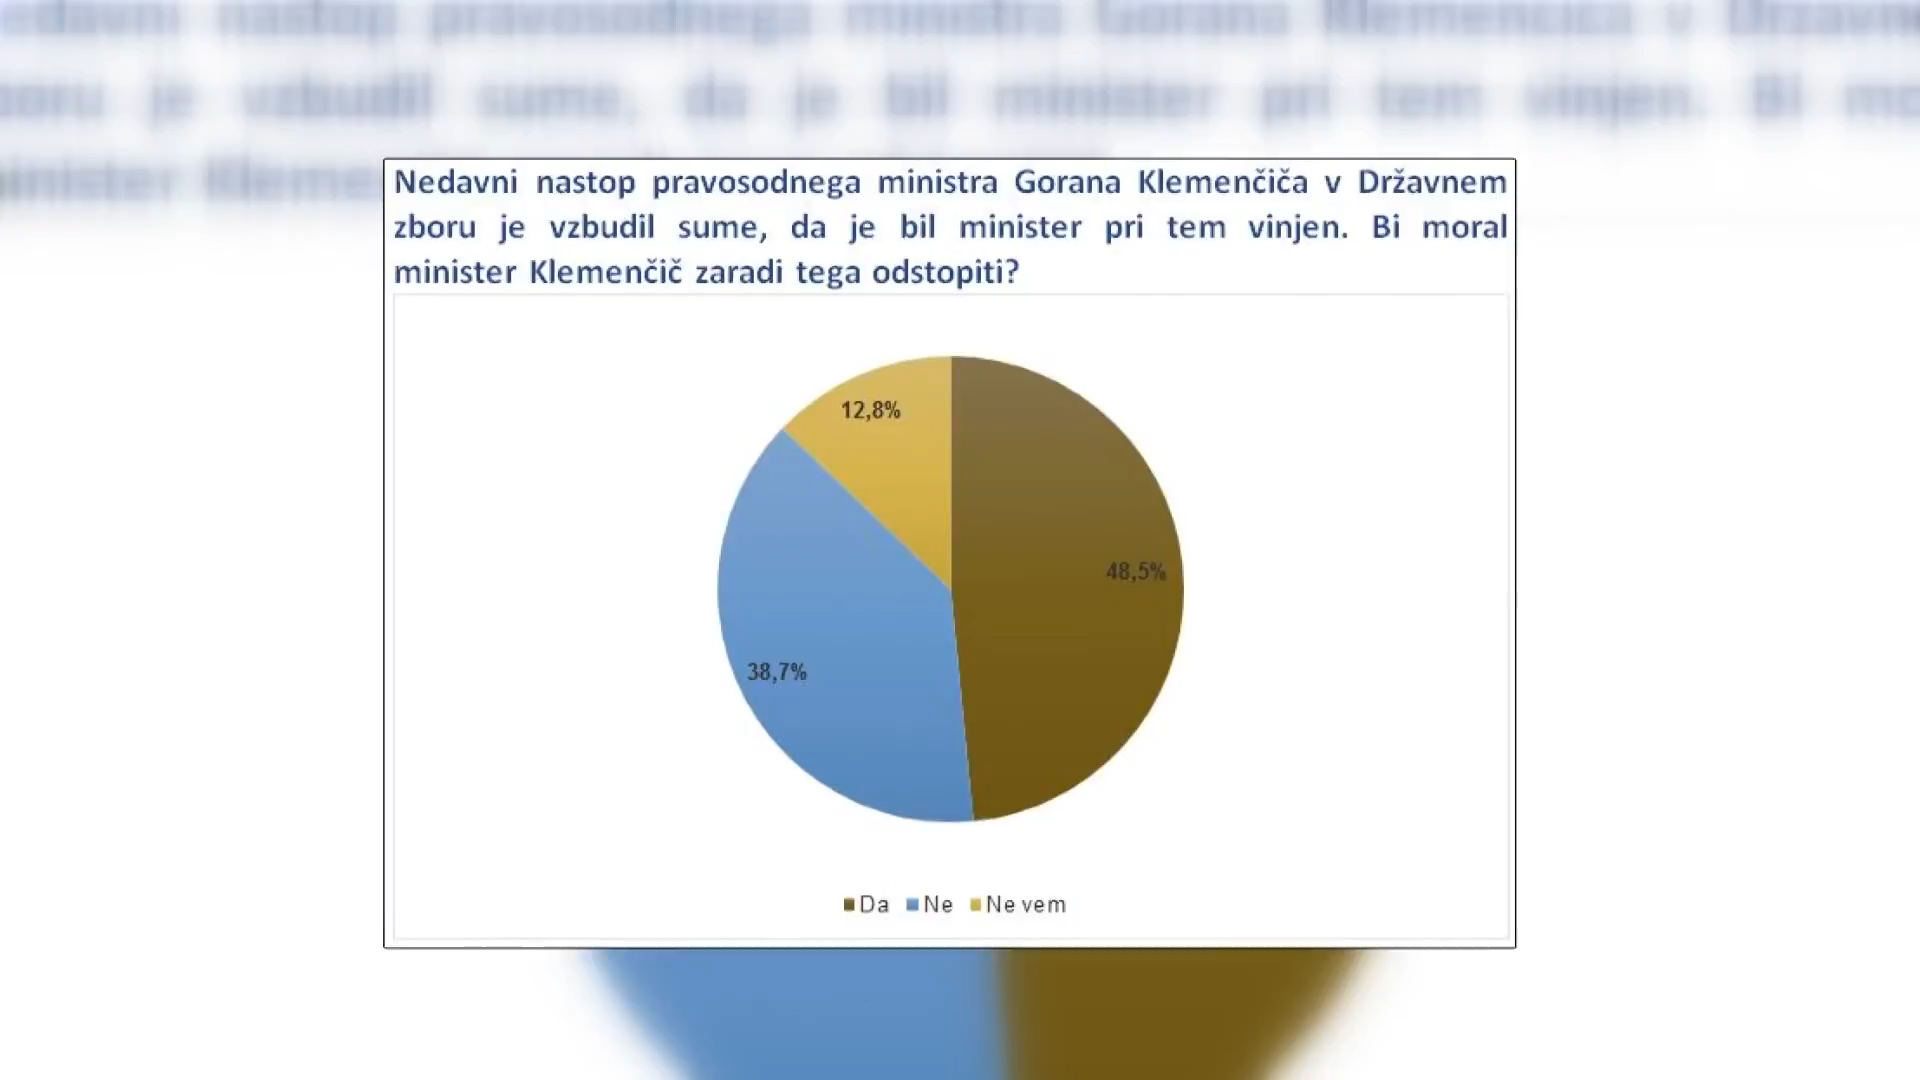 Nedavni nastop pravosodnega ministra Gorana Klemenčiča v Državnem
zboru je vzbudil sume, da je bil minister pri tem vinjen. Bi moral
minister Klemenčič zaradi tega odstopiti?
12,8%
48,5%
38,7%
Da Ne Ne vem